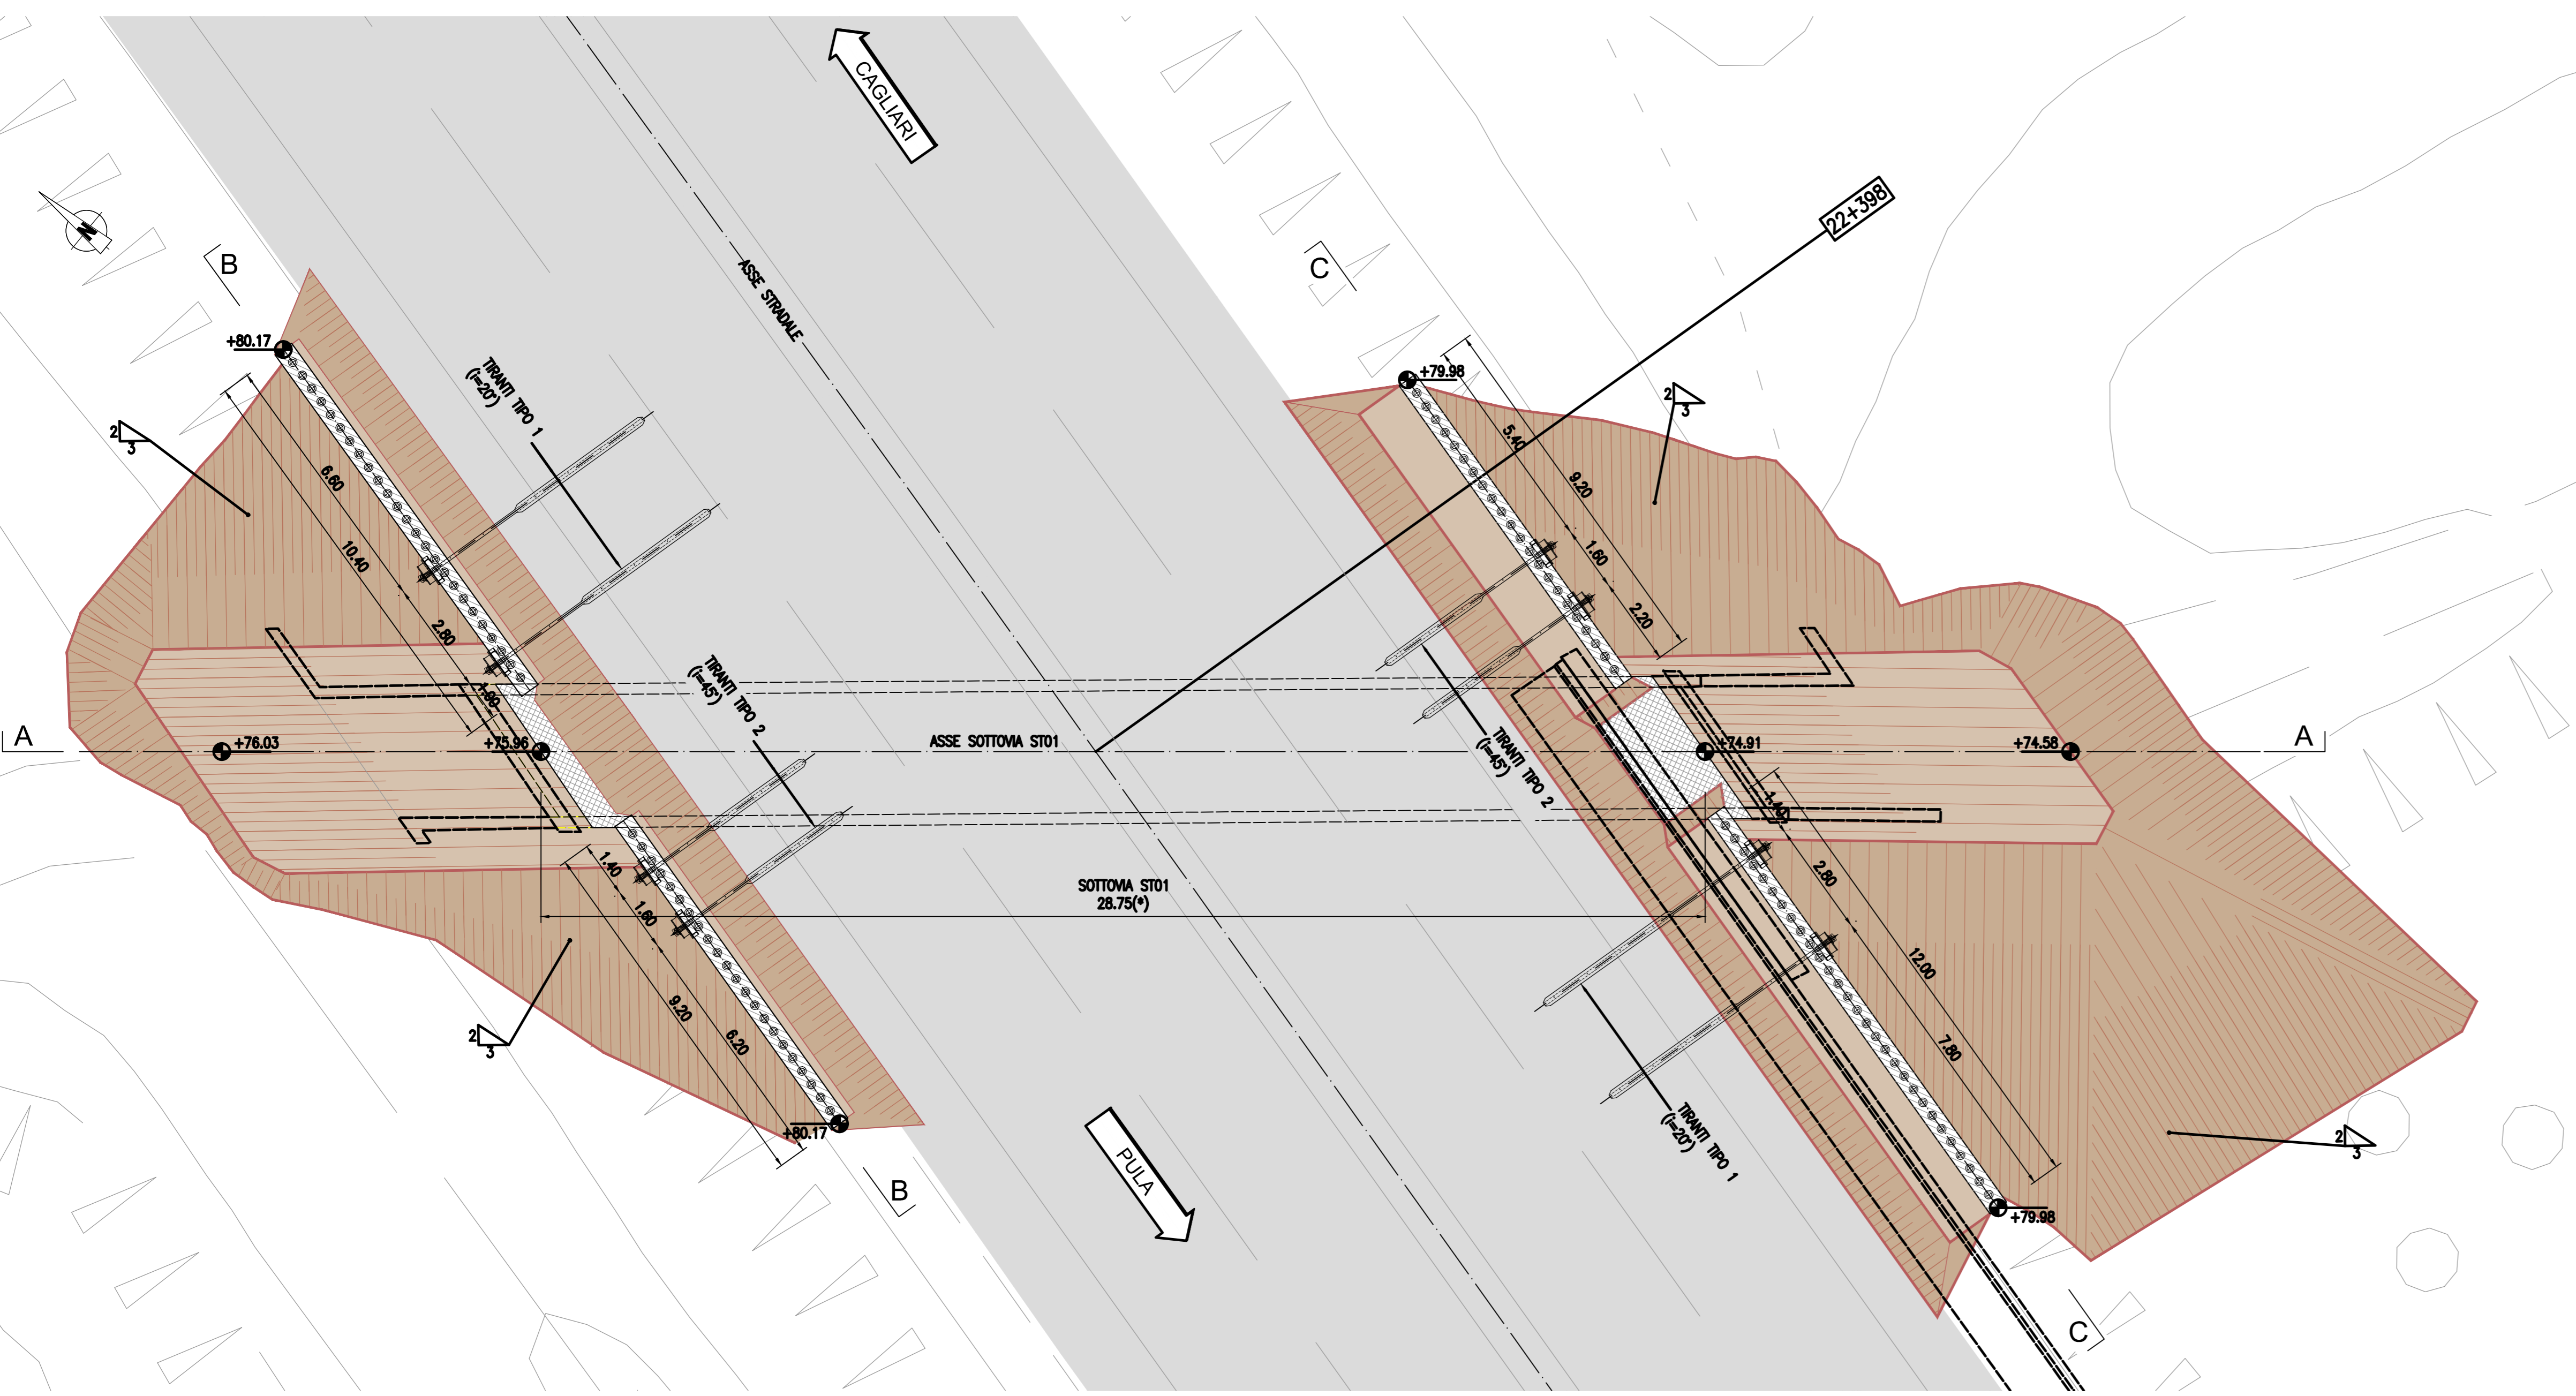 CAGLIARI
22+398
N
B
C
ASSE STRADALE
+80.17
TIRANTI TIPO 1
(i=20°)
+79.98
2
3
2
3
5.40
9.20
6.60
10.40
1.60
2.20
2.80
1.90
TIRANTI TIPO 2
(i=45°)
A
+76.03
+75.96
ASSE SOTTOVIA ST01
TIRANTI TIPO 2
(i=45°)
+74.91
+74.58
A
1.40
1.40
1.60
2.80
SOTTOVIA ST01
28.75(*)
12.00
9.20
6.20
2
3
7.80
+80.17
TIRANTI TIPO 1
(i=20°)
2
3
PULA
B
+79.98
C